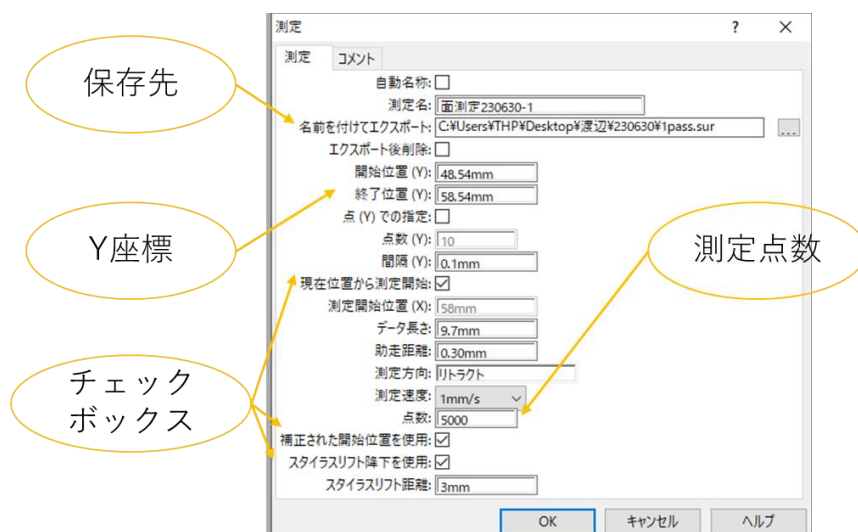 測定
? ×
測定 コメント
自動名称:
測定名: 面測定230630-1
名前を付けてエクスポート: C:¥Users¥THP¥Desktop¥渡辺¥230630¥1pass.sur ...
エクスポート後削除:
開始位置(Y): 48.54mm
終了位置(Y): 58.54mm
点(Y)での指定:
点数(Y): 10
間隔(Y): 0.1mm
現在位置から測定開始:
測定開始位置(X): 58mm
データ長さ: 9.7mm
助走距離: 0.30mm
測定方向: リトラクト
測定速度: 1mm/s
点数: 5000
補正された開始位置を使用:
スタイラスリフト降下を使用:
スタイラスリフト距離: 3mm
OK キャンセル ヘルプ
保存先
Y座標
チェック
ボックス
測定点数